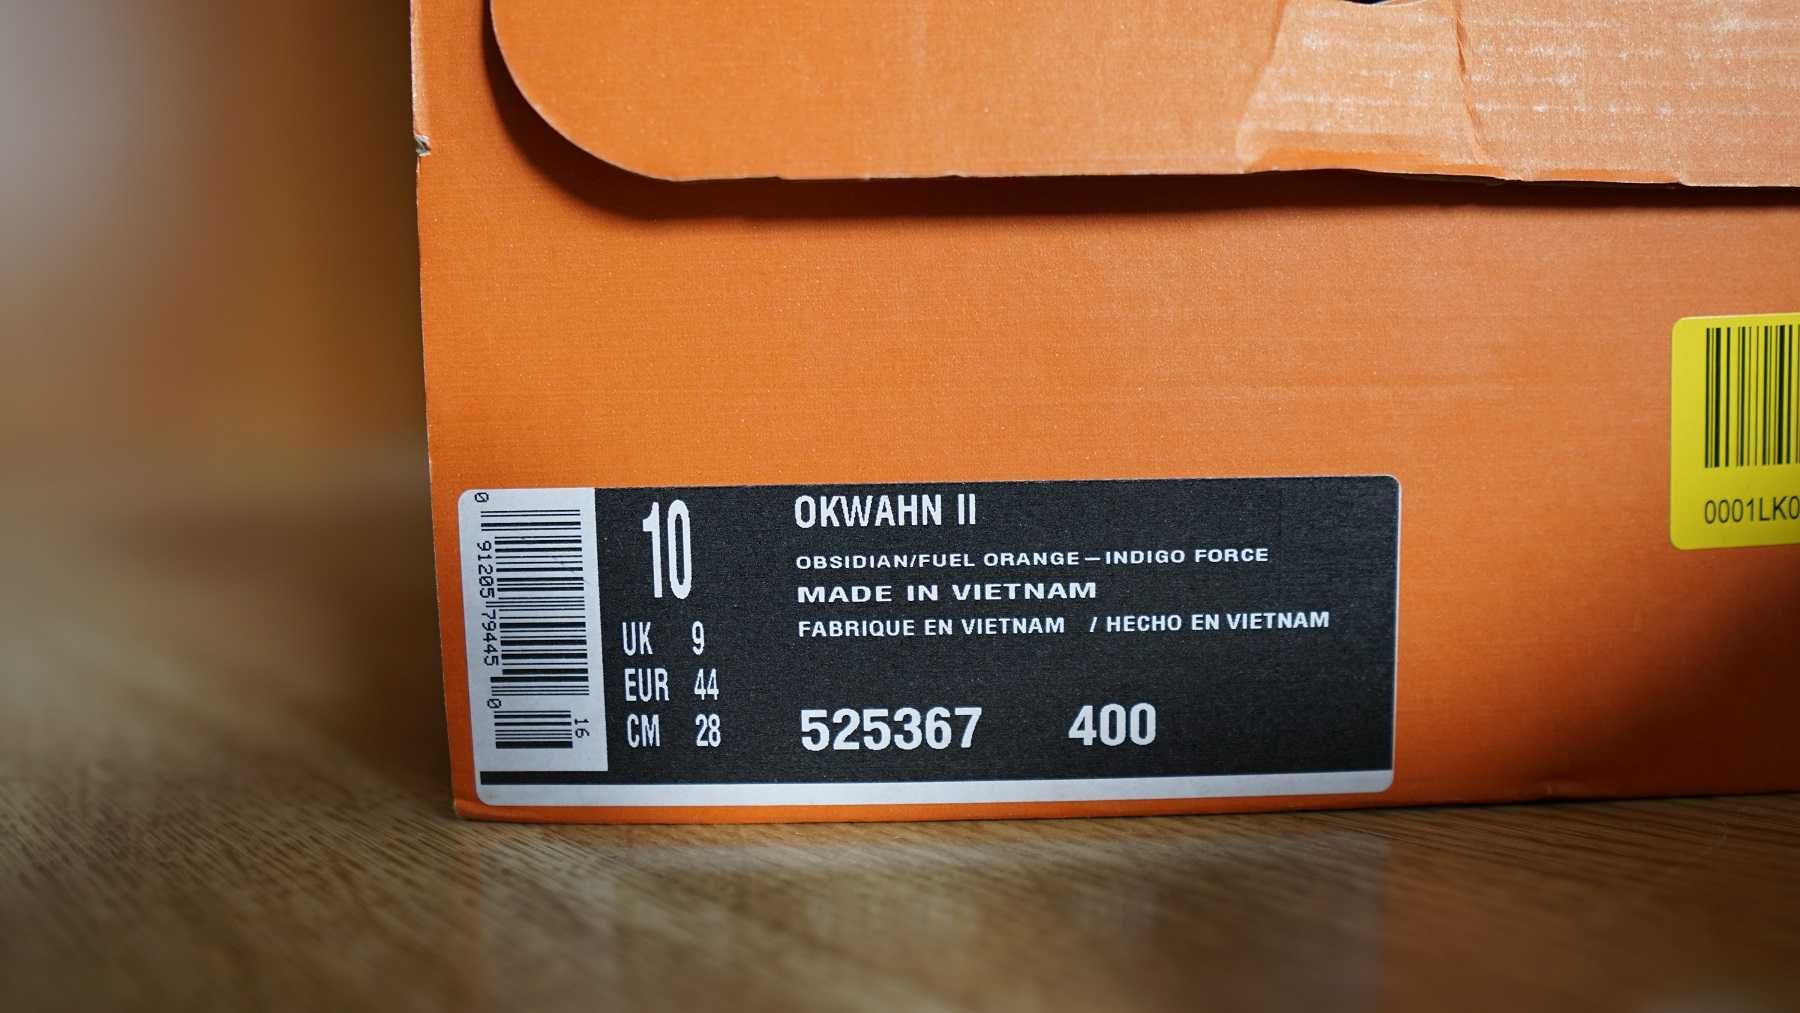 0 91205 79445 0
16
10
UK 9
EUR 44
CM 28
OKWAHN II
OBSIDIAN/FUEL ORANGE–INDIGO FORCE
MADE IN VIETNAM
FABRIQUE EN VIETNAM / HECHO EN VIETNAM
525367 400
0001LK0